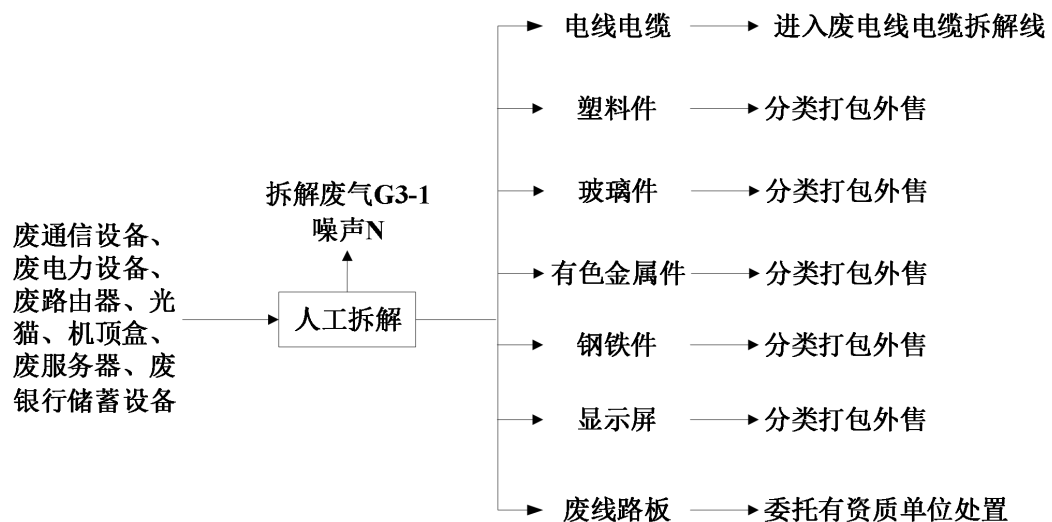 电线电缆
进入废电线电缆拆解线
塑料件
分类打包外售
玻璃件
分类打包外售
拆解废气G3-1
噪声N
废通信设备、
废电力设备、
废路由器、光
猫、机顶盒、
废服务器、废
银行储蓄设备
人工拆解
有色金属件
分类打包外售
钢铁件
分类打包外售
显示屏
分类打包外售
废线路板
委托有资质单位处置